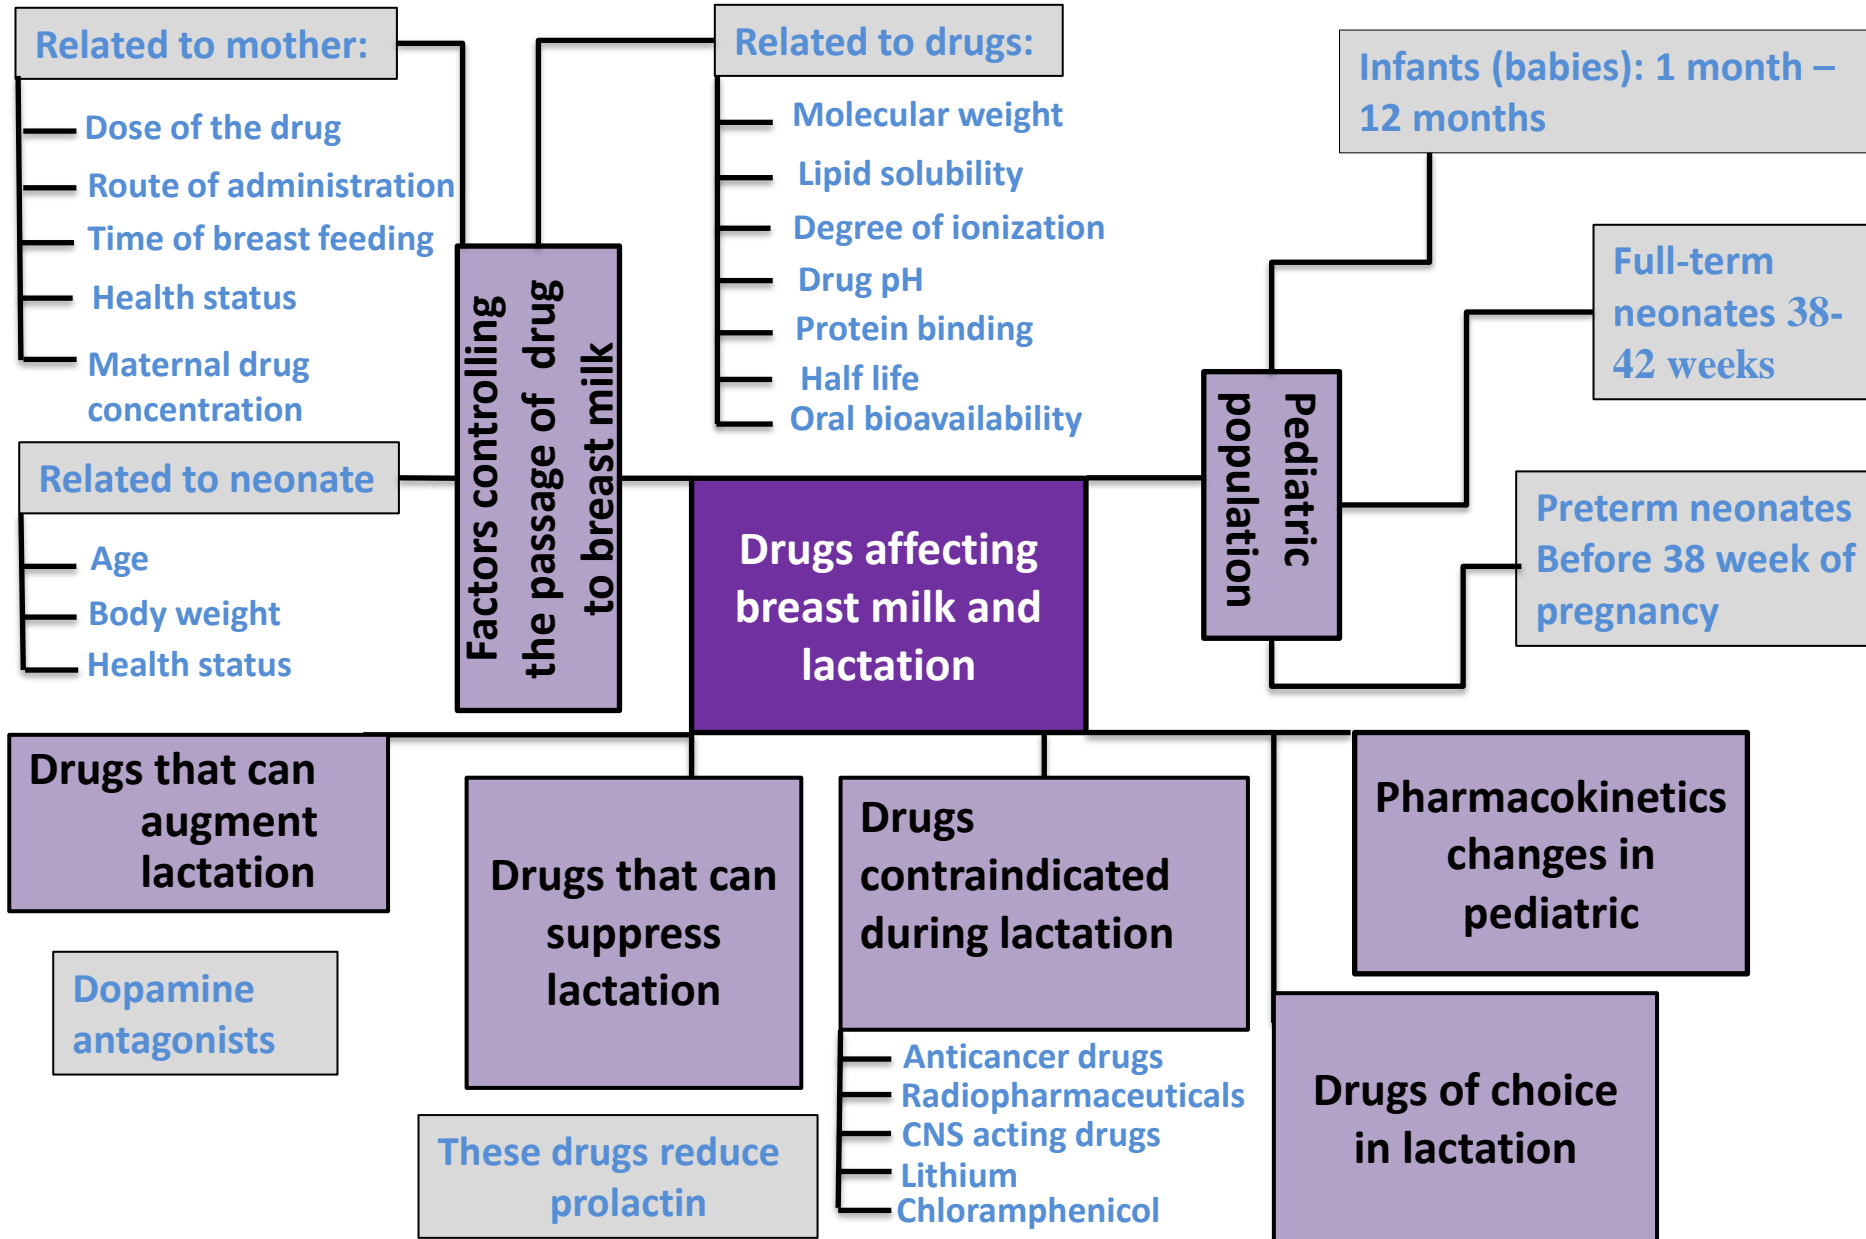 Related to mother:
Dose of the drug
Route of administration
Time of breast feeding
Health status
Maternal drug
concentration
Related to neonate
Age
Body weight
Health status
Factors controlling
the passage of drug
to breast milk
Related to drugs:
Molecular weight
Lipid solubility
Degree of ionization
Drug pH
Protein binding
Half life
Oral bioavailability
Infants (babies): 1 month –
12 months
Full-term
neonates 38-
42 weeks
Preterm neonates
Before 38 week of
pregnancy
Pediatric
population
Drugs affecting
breast milk and
lactation
Drugs that can
augment
lactation
Dopamine
antagonists
Drugs that can
suppress
lactation
These drugs reduce
prolactin
Drugs
contraindicated
during lactation
Anticancer drugs
Radiopharmaceuticals
CNS acting drugs
Lithium
Chloramphenicol
Pharmacokinetics
changes in
pediatric
Drugs of choice
in lactation